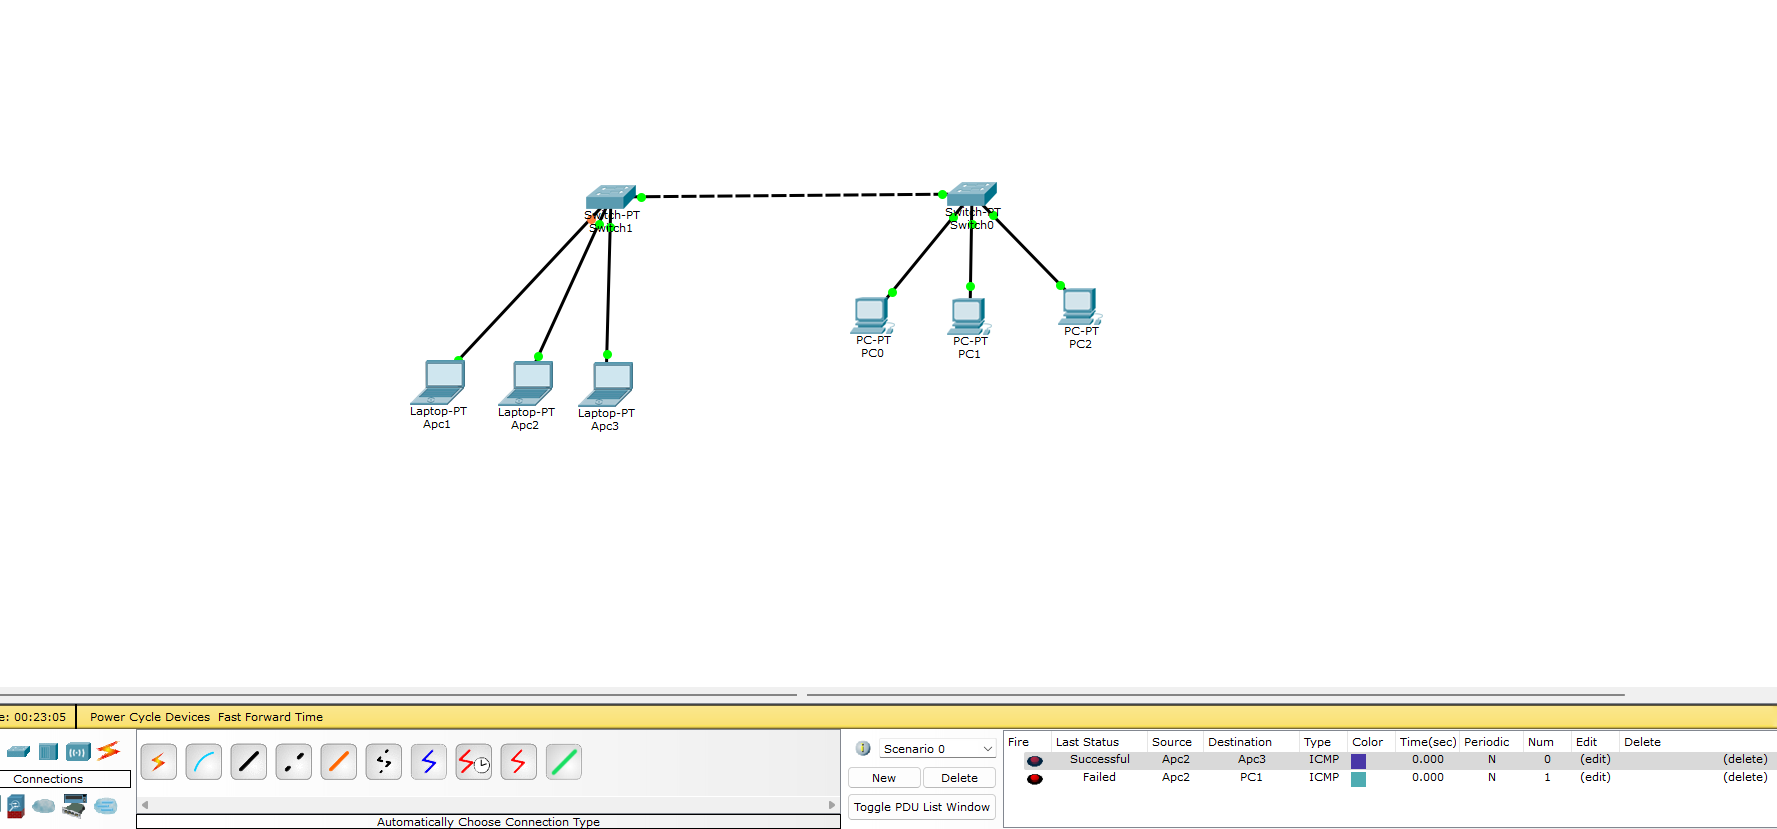 Switch-PT
Switch1
Switch-PT
Switch0
PC-PT
PC0
PC-PT
PC1
PC-PT
PC2
Laptop-PT
Apc1
Laptop-PT
Apc2
Laptop-PT
Apc3
e: 00:23:05 Power Cycle Devices Fast Forward Time
Connections
Automatically Choose Connection Type
Scenario 0
New Delete
Toggle PDU List Window
Fire Last Status Source Destination Type Color Time(sec) Periodic Num Edit Delete
Successful Apc2 Apc3 ICMP 0.000 N 0 (edit) (delete)
Failed Apc2 PC1 ICMP 0.000 N 1 (edit) (delete)